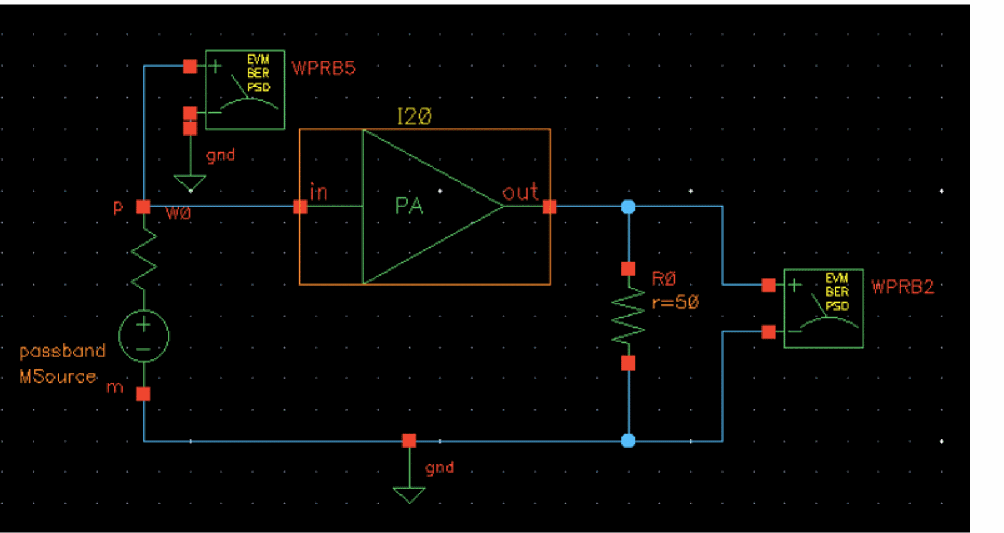 EVM
BER
PSD
WPRB5
gnd
I20
in
PA
out
p
W0
R0
r=50
EVM
BER
PSD
WPRB2
passband
MSource
m
gnd
+
-
+
-
+
-